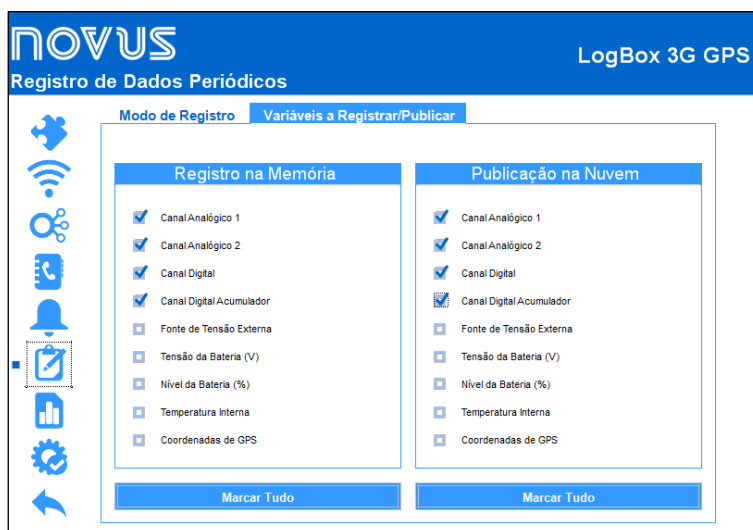 novus
LogBox 3G GPS
Registro de Dados Periódicos
Modo de Registro
Variáveis a Registrar/Publicar
Registro na Memória
Canal Analógico 1
Canal Analógico 2
Canal Digital
Canal Digital Acumulador
Fonte de Tensão Externa
Tensão da Bateria (V)
Nível da Bateria (%)
Temperatura Interna
Coordenadas de GPS
Marcar Tudo
Publicação na Nuvem
Canal Analógico 1
Canal Analógico 2
Canal Digital
Canal Digital Acumulador
Fonte de Tensão Externa
Tensão da Bateria (V)
Nível da Bateria (%)
Temperatura Interna
Coordenadas de GPS
Marcar Tudo